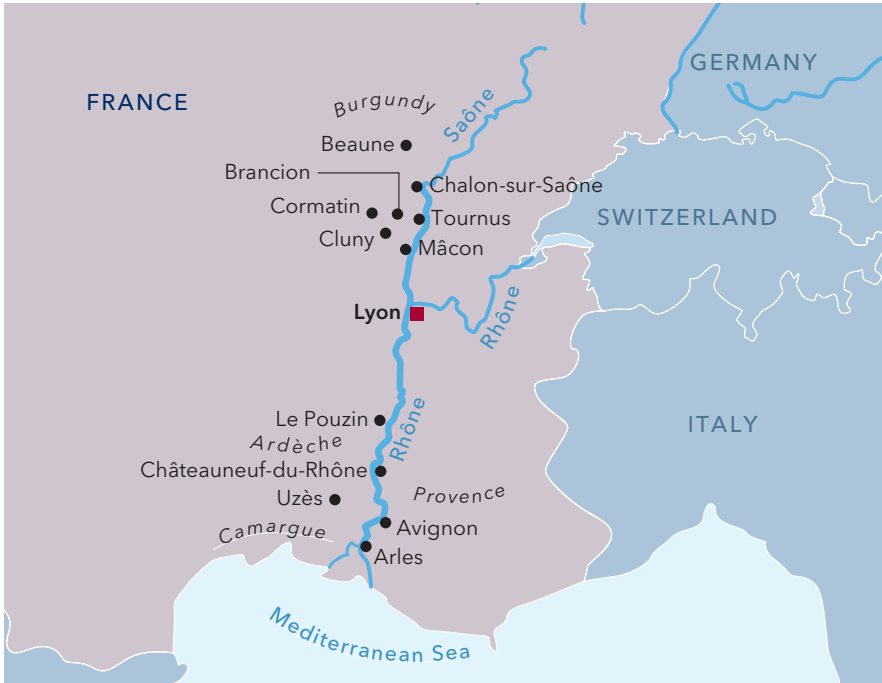 GERMANY
FRANCE
Burgundy
Saône
Beaune
Brancion
Chalon-sur-Saône
Cormatin
Tournus
SWITZERLAND
Cluny
Mâcon
Rhône
Lyon
Le Pouzin
Rhône
ITALY
Ardèche
Châteauneuf-du-Rhône
Uzès
Provence
Camargue
Avignon
Arles
Mediterranean Sea